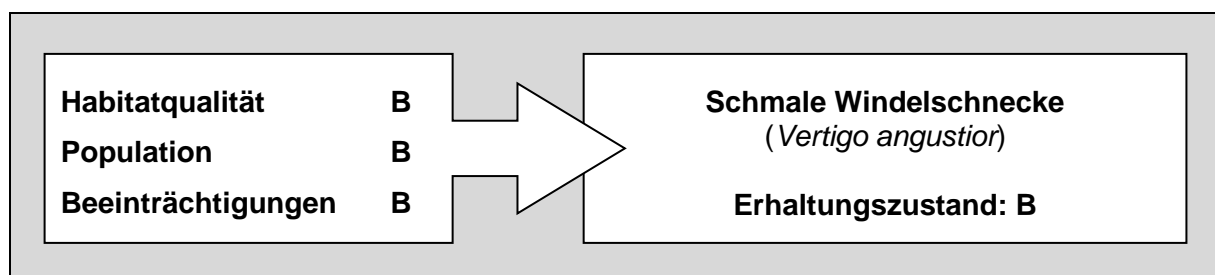 Habitatqualität B
Population B
Beeinträchtigungen B
Schmale Windelschnecke
(Vertigo angustior)
Erhaltungszustand: B